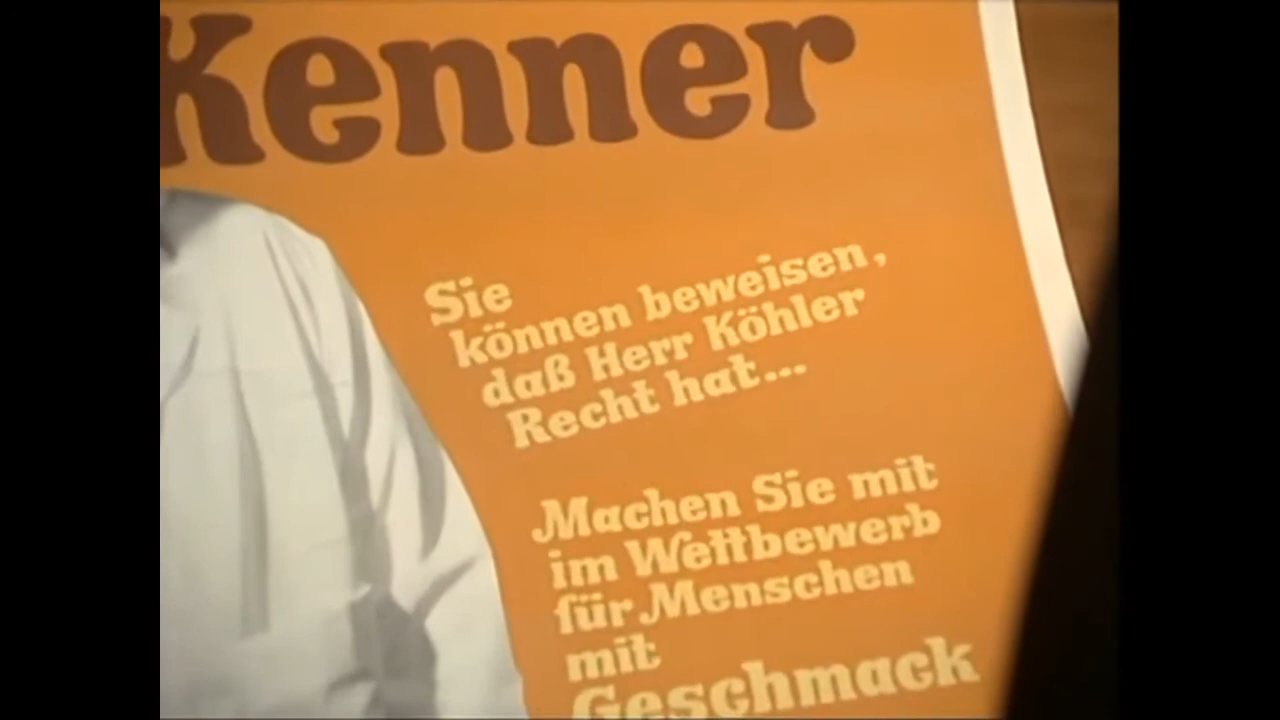 Kenner
Sie
können beweisen,
daß Herr Köhler
Recht hat...
Machen Sie mit
im Wettbewerb
für Menschen
mit
Geschmack